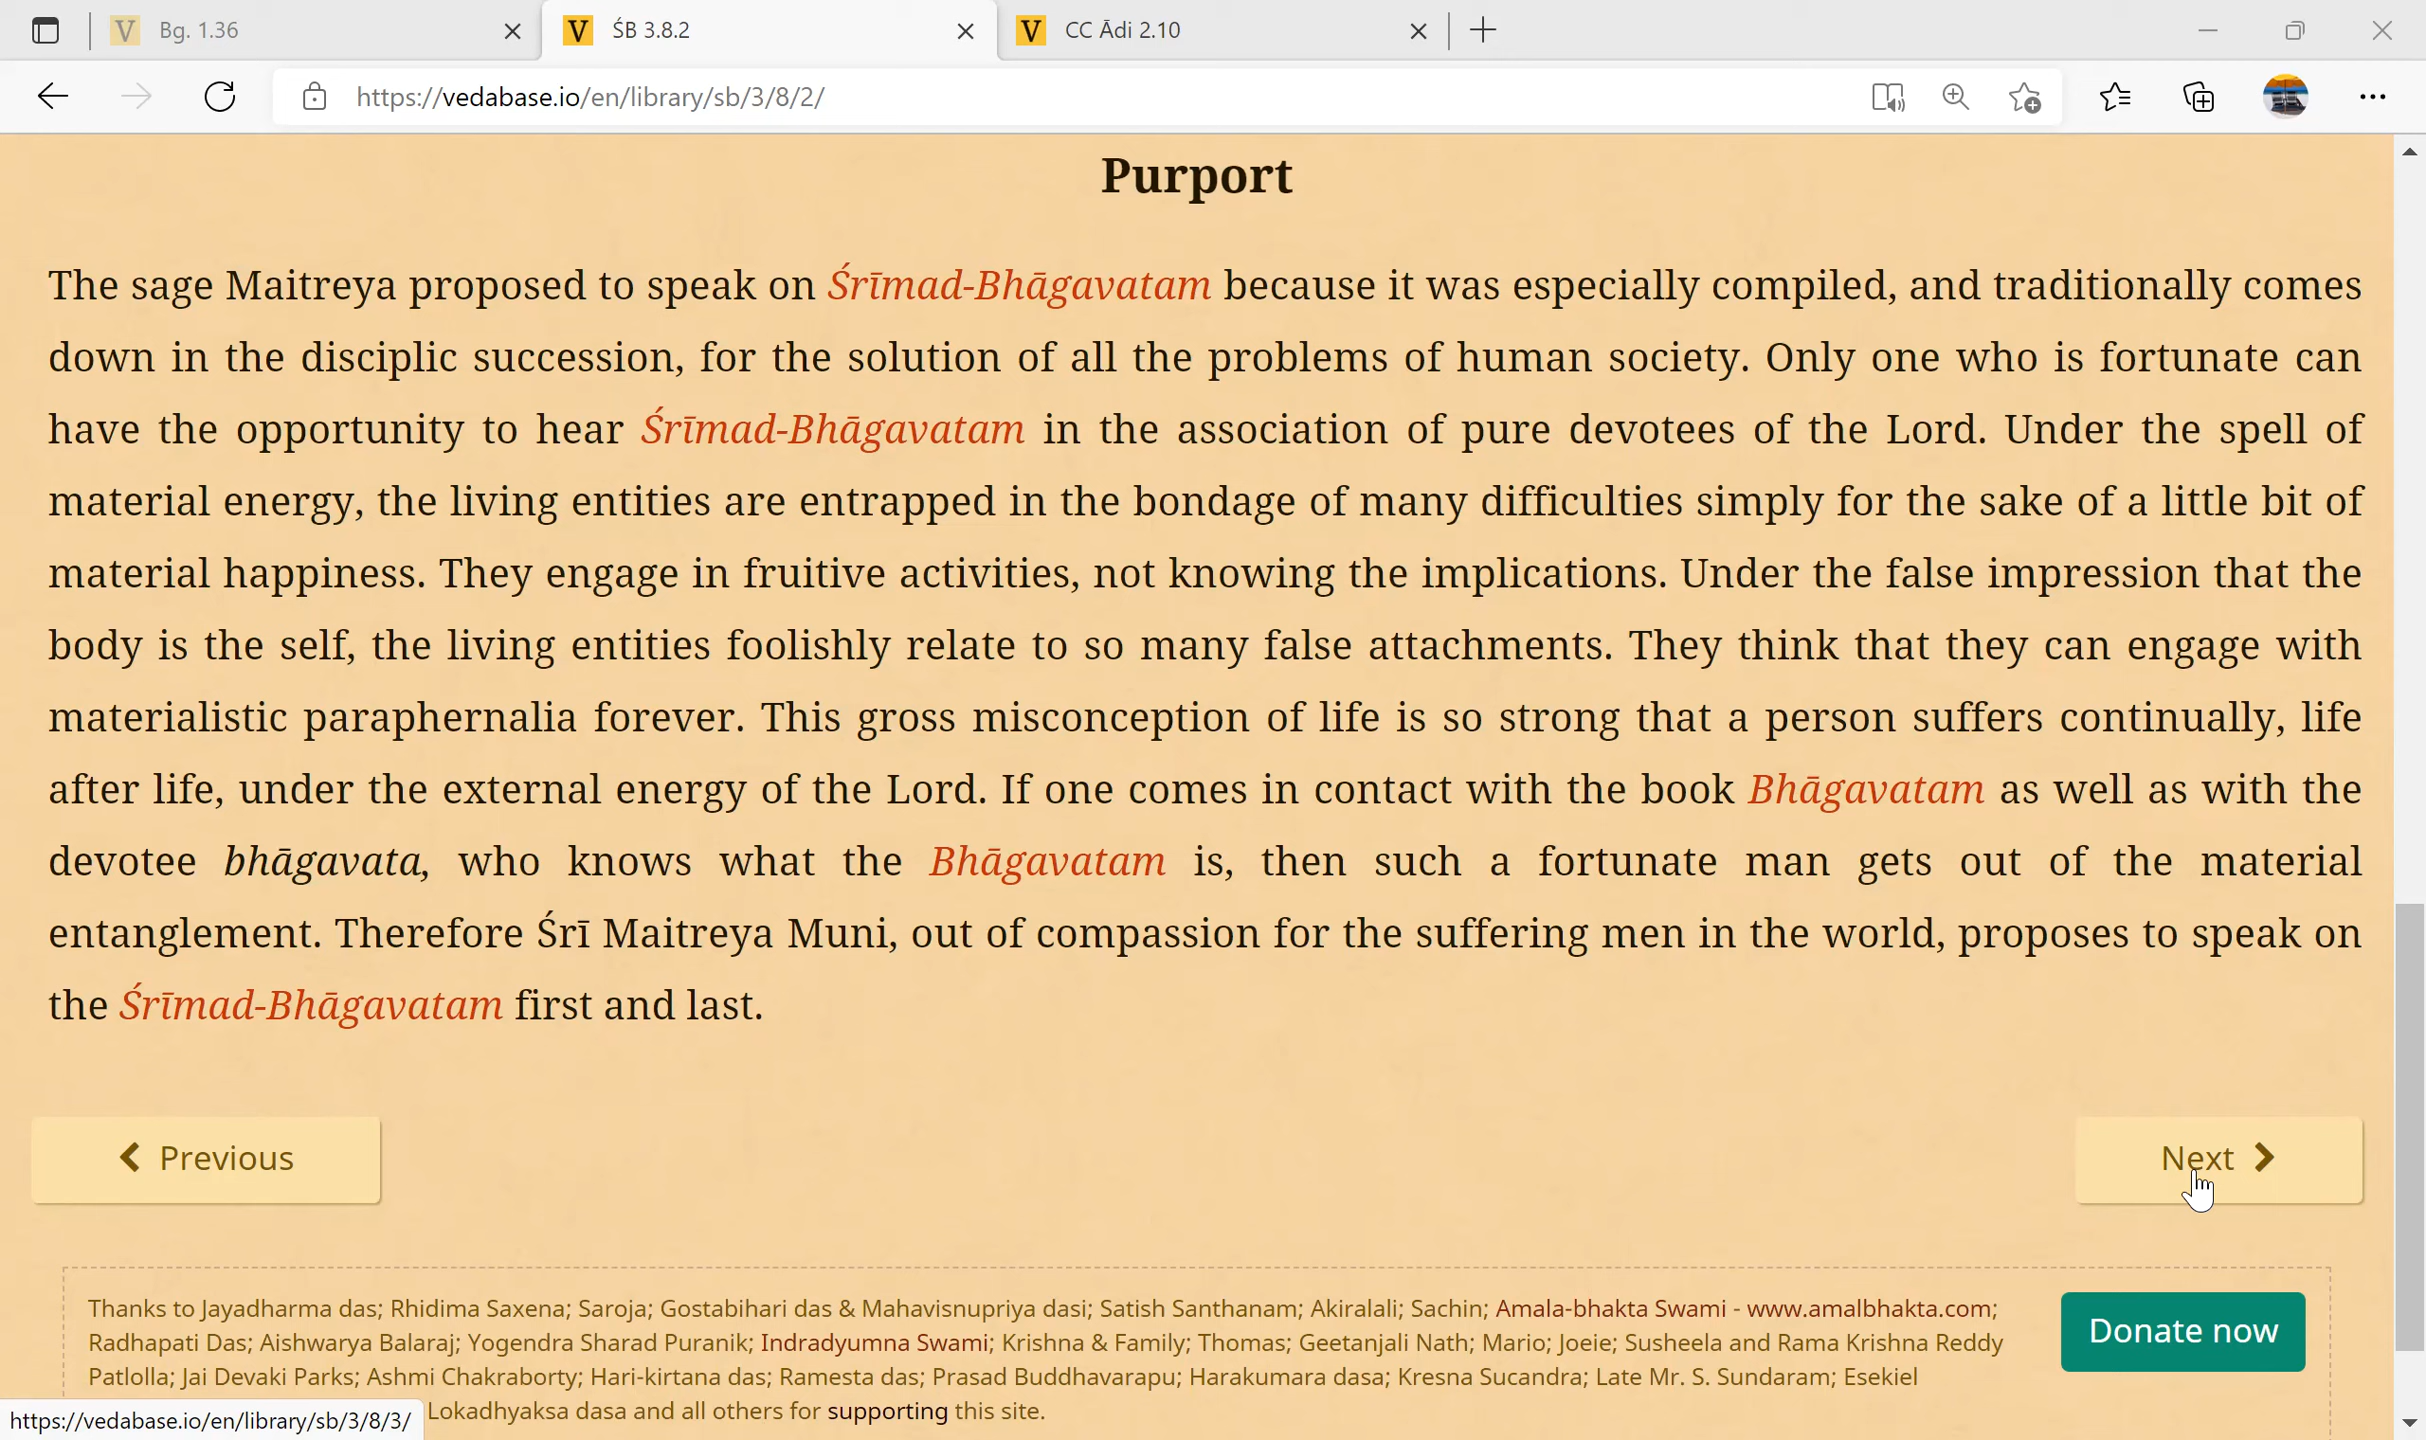 Bg. 1.36
ŚB 3.8.2
CC Ādi 2.10
https://vedabase.io/en/library/sb/3/8/2/
Purport
The sage Maitreya proposed to speak on Śrīmad-Bhāgavatam because it was especially compiled, and traditionally comes
down in the disciplic succession, for the solution of all the problems of human society. Only one who is fortunate can
have the opportunity to hear Śrīmad-Bhāgavatam in the association of pure devotees of the Lord. Under the spell of
material energy, the living entities are entrapped in the bondage of many difficulties simply for the sake of a little bit of
material happiness. They engage in fruitive activities, not knowing the implications. Under the false impression that the
body is the self, the living entities foolishly relate to so many false attachments. They think that they can engage with
materialistic paraphernalia forever. This gross misconception of life is so strong that a person suffers continually, life
after life, under the external energy of the Lord. If one comes in contact with the book Bhāgavatam as well as with the
devotee bhāgavata, who knows what the Bhāgavatam is, then such a fortunate man gets out of the material
entanglement. Therefore Śrī Maitreya Muni, out of compassion for the suffering men in the world, proposes to speak on
the Śrīmad-Bhāgavatam first and last.
Previous
Next
Thanks to Jayadharma das; Rhidima Saxena; Saroja; Gostabihari das & Mahavisnupriya dasi; Satish Santhanam; Akiralali; Sachin; Amala-bhakta Swami - www.amalbhakta.com;
Radhapati Das; Aishwarya Balaraj; Yogendra Sharad Puranik; Indradyumna Swami; Krishna & Family; Thomas; Geetanjali Nath; Mario; Joeie; Susheela and Rama Krishna Reddy
Patlolla; Jai Devaki Parks; Ashmi Chakraborty; Hari-kirtana das; Ramesta das; Prasad Buddhavarapu; Harakumara dasa; Kresna Sucandra; Late Mr. S. Sundaram; Esekiel
Lokadhyaksa dasa and all others for supporting this site.
Donate now
https://vedabase.io/en/library/sb/3/8/3/